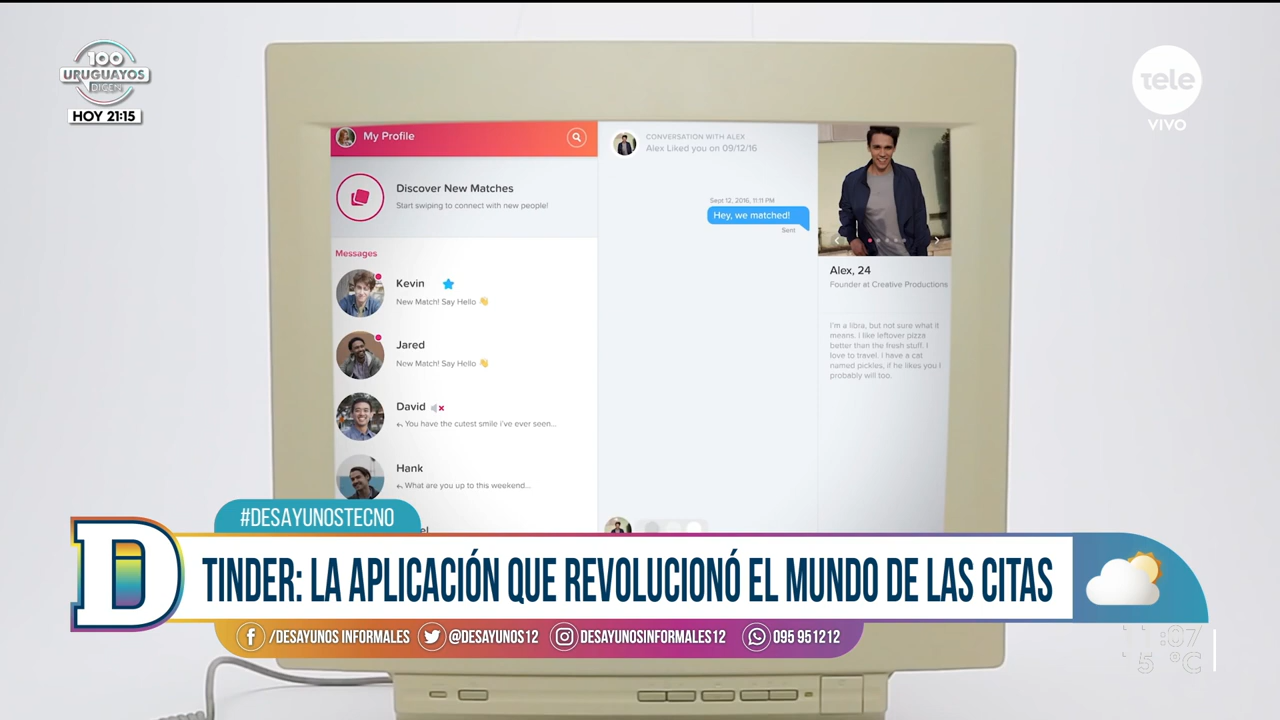 100
URUGUAYOS
DICEN
HOY 21:15
tele
VIVO
My Profile
Discover New Matches
Start swiping to connect with new people!
Messages
Kevin
New Match! Say Hello 👋
Jared
New Match! Say Hello 👋
David
You have the cutest smile i've ever seen...
Hank
What are you up to this weekend...
CONVERSATION WITH ALEX
Alex Liked you on 09/12/16
Sept 12, 2016, 11:11 PM
Hey, we matched!
Sent
Alex, 24
Founder at Creative Productions
I'm a libra, but not sure what it
means. I like leftover pizza
better than the fresh stuff. I
love to travel. i have a cat
named pickles, if he likes you I
probably will too.
#DESAYUNOSTECNO
D
TINDER: LA APLICACIÓN QUE REVOLUCIONÓ EL MUNDO DE LAS CITAS
/DESAYUNOS INFORMALES @DESAYUNOS12 DESAYUNOSINFORMALES12 095 951212
11:07
5 °C